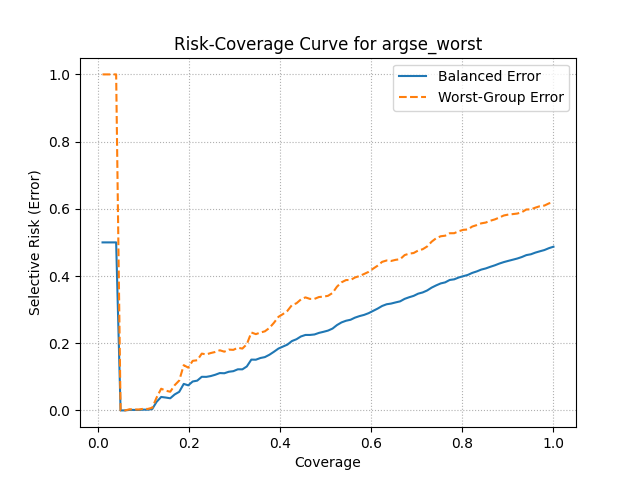 Risk-Coverage Curve for argse_worst
Balanced Error
Worst-Group Error
Selective Risk (Error)
1.0
0.8
0.6
0.4
0.2
0.0
0.0 0.2 0.4 0.6 0.8 1.0
Coverage